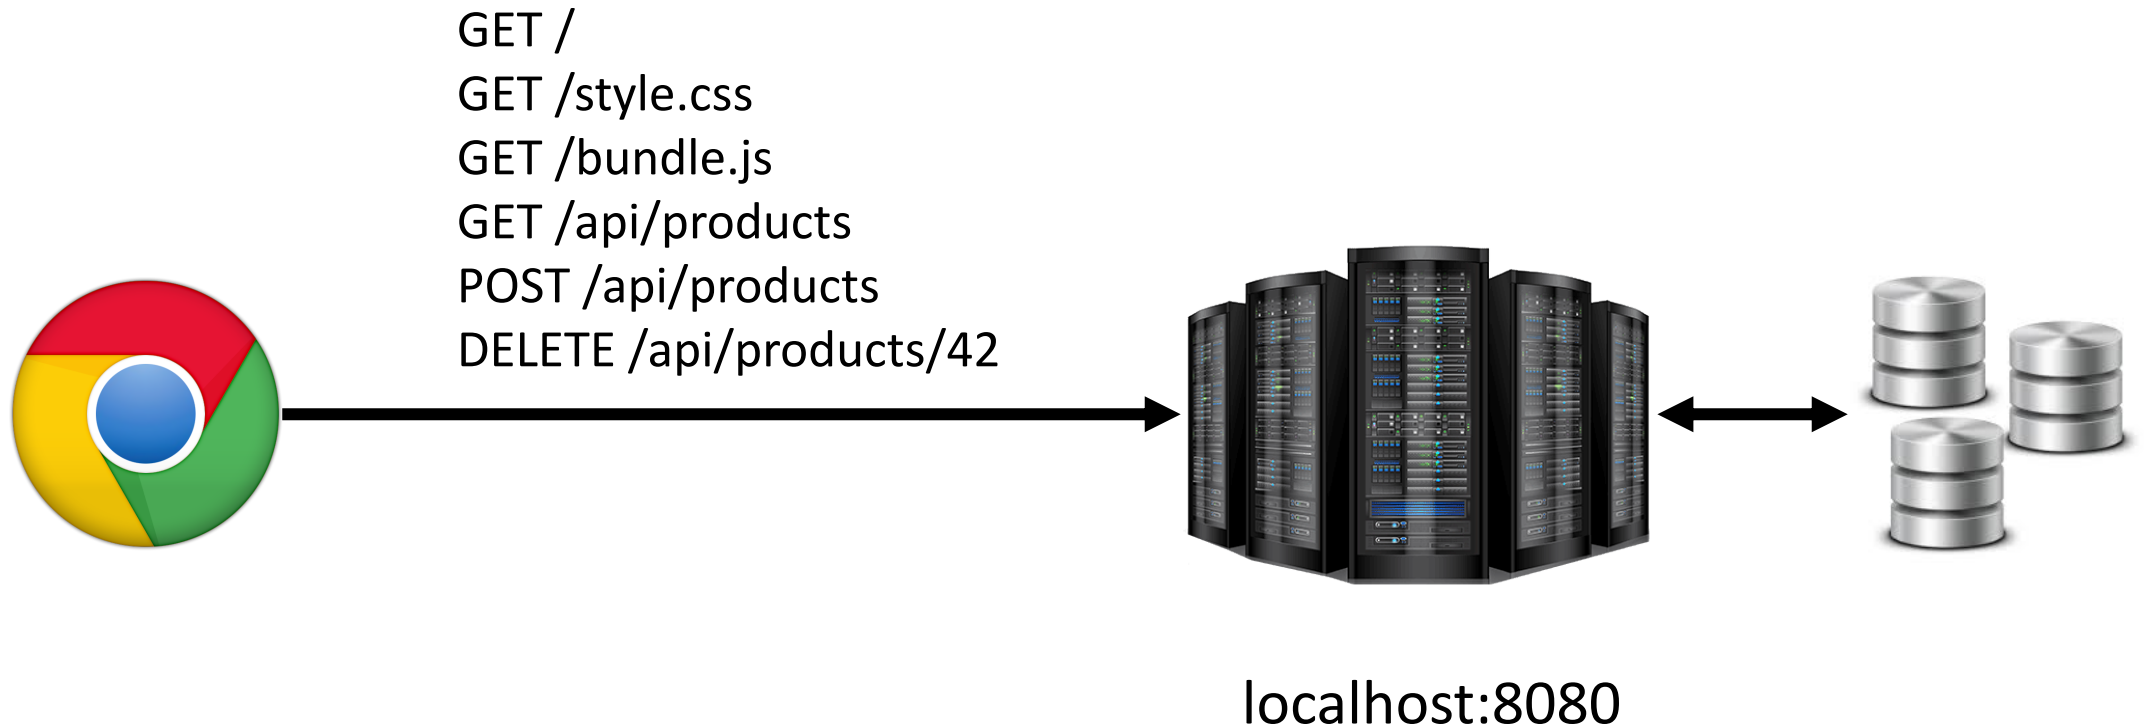 GET /
GET /style.css
GET /bundle.js
GET /api/products
POST /api/products
DELETE /api/products/42
localhost:8080